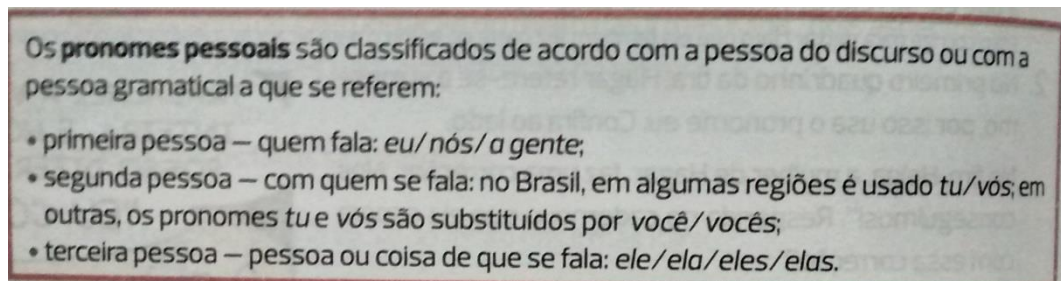 Os pronomes pessoais são classificados de acordo com a pessoa do discurso ou com a
pessoa gramatical a que se referem:
• primeira pessoa — quem fala: eu/nós/a gente;
• segunda pessoa — com quem se fala: no Brasil, em algumas regiões é usado tu/vós; em
outras, os pronomes tu e vós são substituídos por você/vocês;
• terceira pessoa — pessoa ou coisa de que se fala: ele/ela/eles/elas.